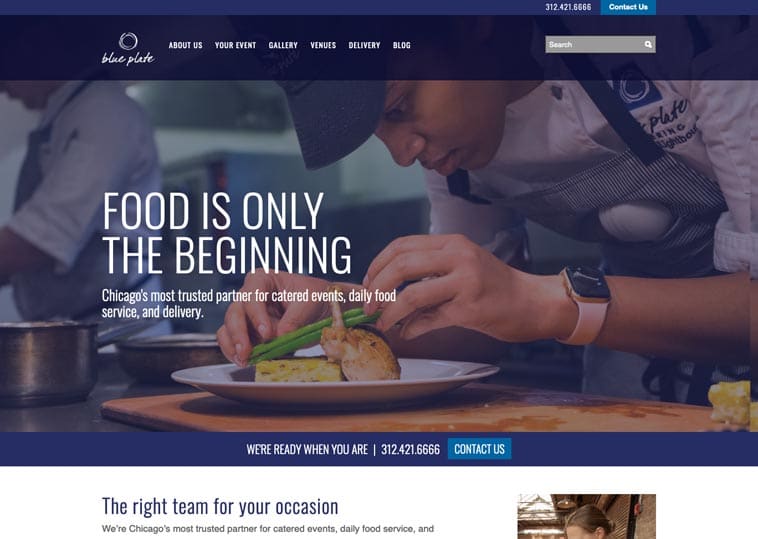 312.421.6666 Contact Us
blue plate
ABOUT US YOUR EVENT GALLERY VENUES DELIVERY BLOG
Search
plate
FOOD IS ONLY
THE BEGINNING
Chicago's most trusted partner for catered events, daily food
service, and delivery.
WE'RE READY WHEN YOU ARE | 312.421.6666 CONTACT US
The right team for your occasion
We're Chicago's most trusted partner for catered events, daily food service, and